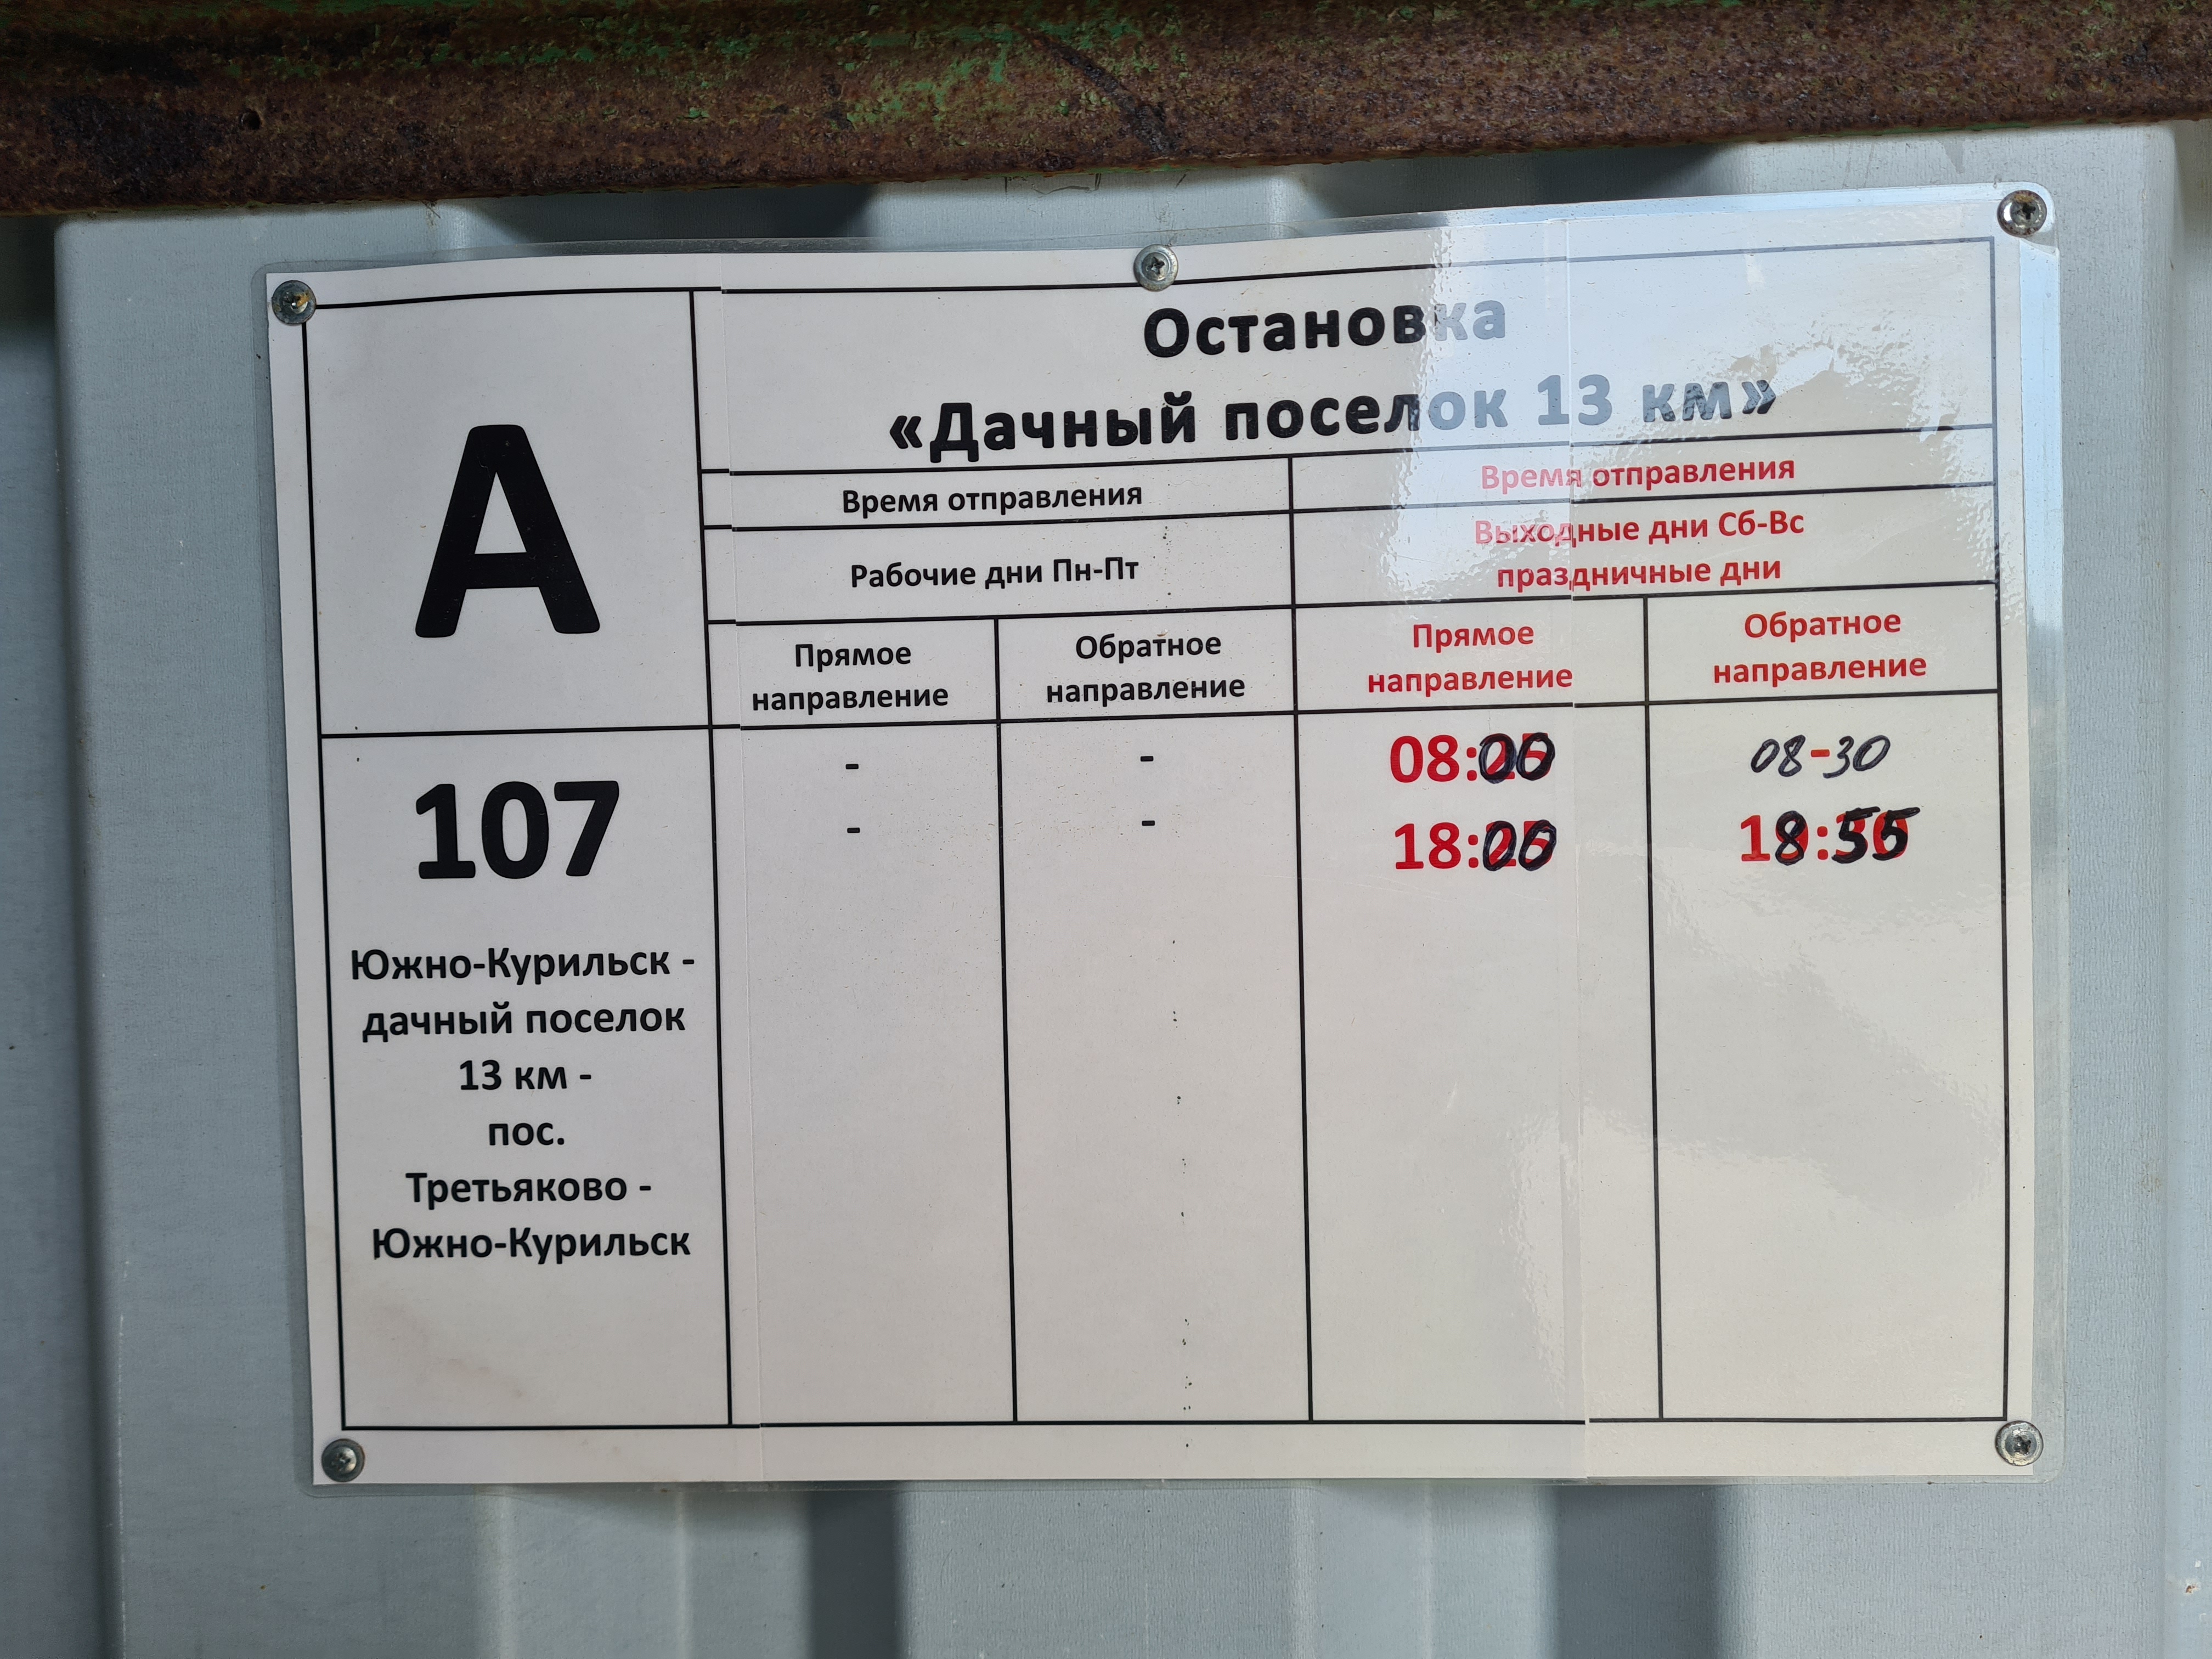 А
Остановка
«Дачный поселок 13 км»
Время отправления
Время отправления
Рабочие дни Пн-Пт
Выходные дни Сб-Вс
праздничные дни
Прямое
направление
Обратное
направление
Прямое
направление
Обратное
направление
107
Южно-Курильск -
дачный поселок
13 км -
пос.
Третьяково -
Южно-Курильск
- - 08:00 08-30
- - 18:00 18:55